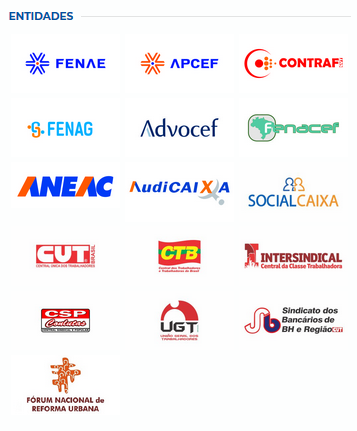 ENTIDADES
FENAE
APCEF
CONTRAF
FENAG
Advocef
Fenacef
ANEAC
AUDICAIXA
SOCIALCAIXA
CUT BRASIL
CENTRAL ÚNICA DOS TRABALHADORES
CTB
Central dos Trabalhadores
e Trabalhadoras do Brasil
INTERSINDICAL
Central da Classe Trabalhadora
CSP
Conlutas
UGT
UNIÃO GERAL DOS
TRABALHADORES
Sindicato dos
Bancários de
BH e Região CUT
FÓRUM NACIONAL de
REFORMA URBANA